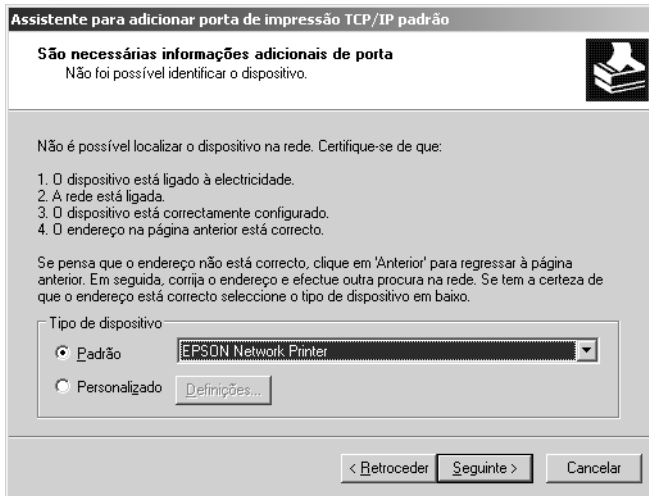 Assistente para adicionar porta de impressão TCP/IP padrão
São necessárias informações adicionais de porta
Não foi possível identificar o dispositivo.
Não é possível localizar o dispositivo na rede. Certifique-se de que:
1. O dispositivo está ligado à electricidade.
2. A rede está ligada.
3. O dispositivo está correctamente configurado.
4. O endereço na página anterior está correcto.
Se pensa que o endereço não está correcto, clique em 'Anterior' para regressar à página
anterior. Em seguida, corrija o endereço e efectue outra procura na rede. Se tem a certeza de
que o endereço está correcto seleccione o tipo de dispositivo em baixo.
Tipo de dispositivo
Padrão EPSON Network Printer
Personalizado Definições...
< Retroceder Seguinte > Cancelar